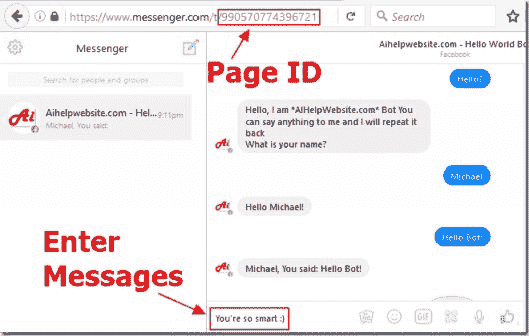 https://www.messenger.com/t/990570774396721
Search
Page ID
Messenger
Search for people and groups
Aihelpwebsite.com - Hel...
9:11pm
Michael, You said:
Aihelpwebsite.com - Hello World Bo
Facebook
Hello?
Hello, I am *AIHelpWebsite.com* Bot You
can say anything to me and I will repeat it
back
What is your name?
Michael
Hello Michael!
Hello Bot!
Michael, You said: Hello Bot!
Enter
Messages
You're so smart :)
GIF